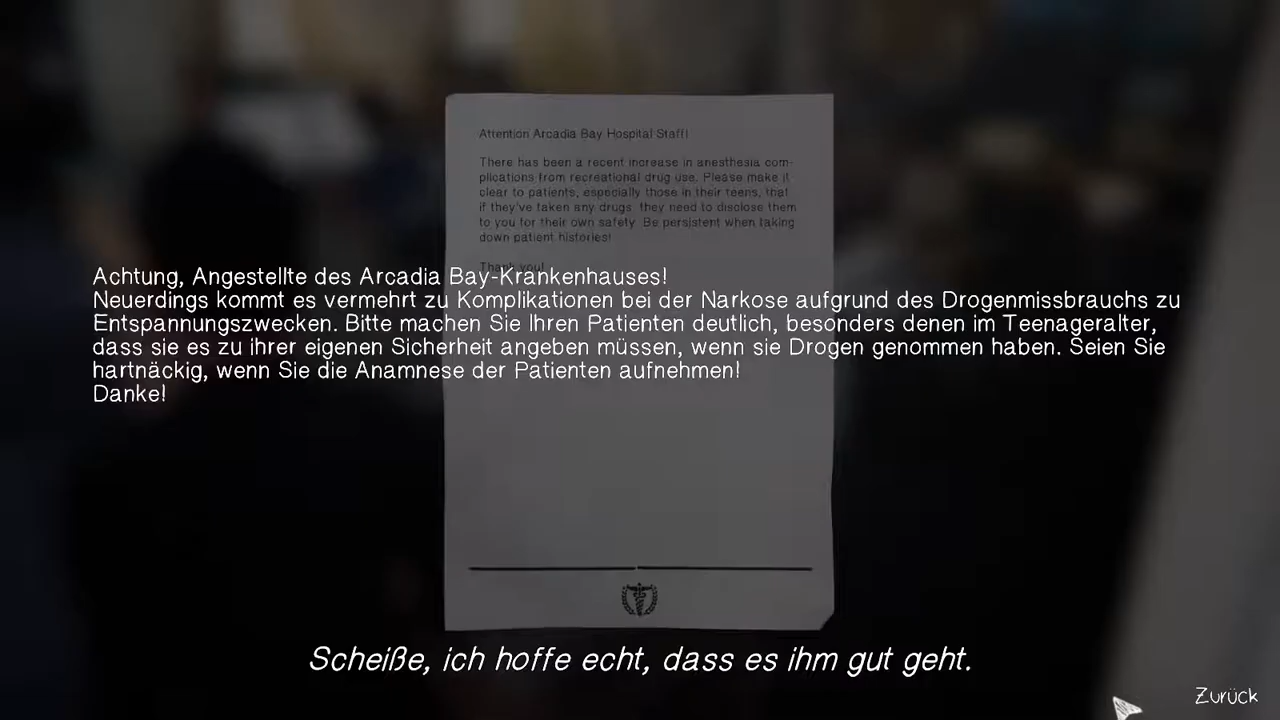 Attention Arcadia Bay Hospital Staff!
There has been a recent increase in anesthesia com-
plications from recreational drug use. Please make it
clear to patients, especially those in their teens, that
if they've taken any drugs, they need to disclose them
to you for their own safety. Be persistent when taking
down patient histories!
Thank you!
Achtung, Angestellte des Arcadia Bay-Krankenhauses!
Neuerdings kommt es vermehrt zu Komplikationen bei der Narkose aufgrund des Drogenmissbrauchs zu
Entspannungszwecken. Bitte machen Sie Ihren Patienten deutlich, besonders denen im Teenageralter,
dass sie es zu ihrer eigenen Sicherheit angeben müssen, wenn sie Drogen genommen haben. Seien Sie
hartnäckig, wenn Sie die Anamnese der Patienten aufnehmen!
Danke!
Scheiße, ich hoffe echt, dass es ihm gut geht.
Zurück